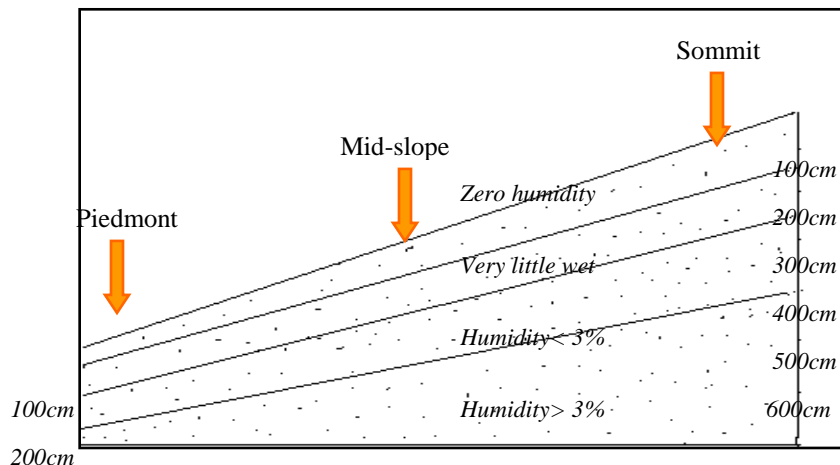 Sommit
Mid-slope
Piedmont
Zero humidity
Very little wet
Humidity< 3%
Humidity> 3%
100cm
200cm
300cm
400cm
500cm
600cm
100cm
200cm